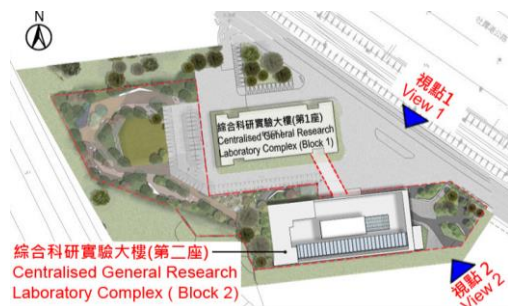 N
視點1
View 1
綜合科研實驗大樓(第1座)
Centralised General Research
Laboratory Complex (Block 1)
綜合科研實驗大樓(第二座)
Centralised General Research
Laboratory Complex ( Block 2)
視點 2
View 2